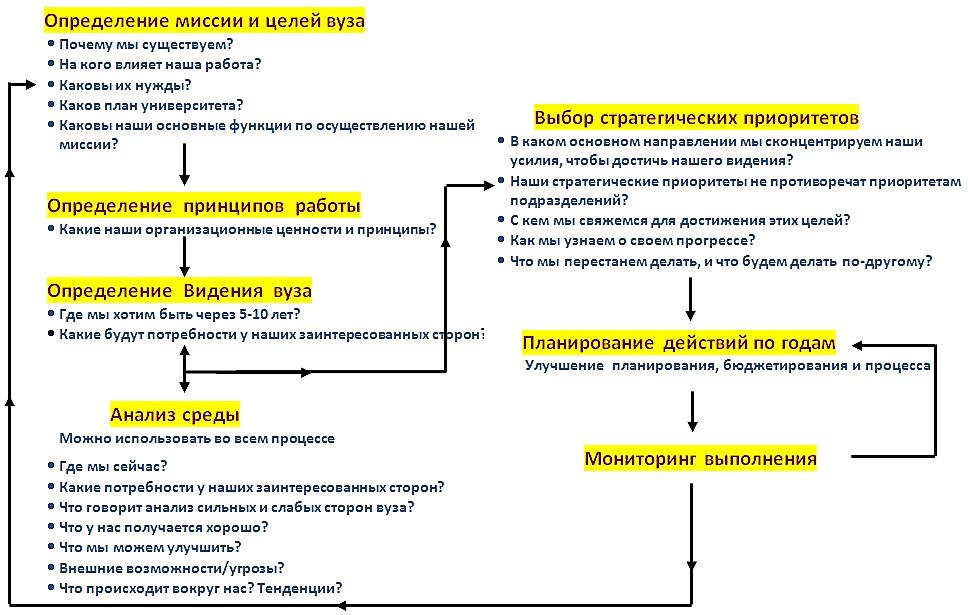 Определение миссии и целей вуза
• Почему мы существуем?
• На кого влияет наша работа?
• Каковы их нужды?
• Каков план университета?
• Каковы наши основные функции по осуществлению нашей
миссии?
Определение принципов работы
• Какие наши организационные ценности и принципы?
Определение Видения вуза
• Где мы хотим быть через 5-10 лет?
• Какие будут потребности у наших заинтересованных сторон?
Анализ среды
Можно использовать во всем процессе
• Где мы сейчас?
• Какие потребности у наших заинтересованных сторон?
• Что говорит анализ сильных и слабых сторон вуза?
• Что у нас получается хорошо?
• Что мы можем улучшить?
• Внешние возможности/угрозы?
• Что происходит вокруг нас? Тенденции?
Выбор стратегических приоритетов
• В каком основном направлении мы сконцентрируем наши
усилия, чтобы достичь нашего видения?
• Наши стратегические приоритеты не противоречат приоритетам
подразделений?
• С кем мы свяжемся для достижения этих целей?
• Как мы узнаем о своем прогрессе?
• Что мы перестанем делать, и что будем делать по-другому?
Планирование действий по годам
Улучшение планирования, бюджетирования и процесса
Мониторинг выполнения